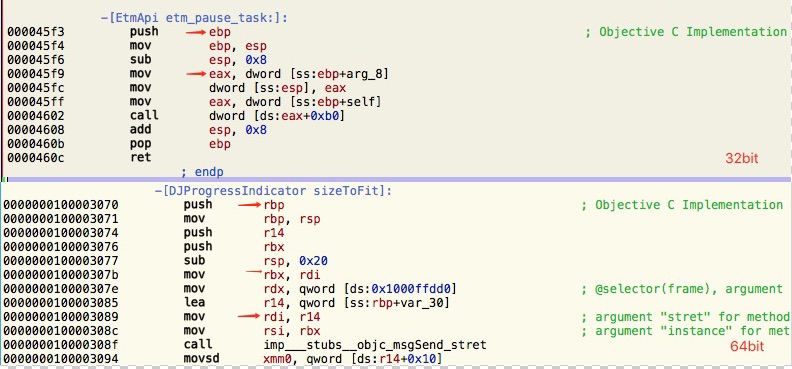 -[EtmApi etm_pause_task:]:
000045f3 push ebp ; Objective C Implementation
000045f4 mov ebp, esp
000045f6 sub esp, 0x8
000045f9 mov eax, dword [ss:ebp+arg_8]
000045fc mov dword [ss:esp], eax
000045ff mov eax, dword [ss:ebp+self]
00004602 call dword [ds:eax+0xb0]
00004608 add esp, 0x8
0000460b pop ebp
0000460c ret
32bit
; endp
-[DJProgressIndicator sizeToFit]:
0000000100003070 push rbp ; Objective C Implementation
0000000100003071 mov rbp, rsp
0000000100003074 push r14
0000000100003076 push rbx
0000000100003077 sub rsp, 0x20
000000010000307b mov rbx, rdi
000000010000307e mov rdx, qword [ds:0x1000ffdd0] ; @selector(frame), argument
0000000100003085 lea r14, qword [ss:rbp+var_30]
0000000100003089 mov rdi, r14 ; argument "stret" for method
000000010000308c mov rsi, rbx ; argument "instance" for met
000000010000308f call imp___stubs__objc_msgSend_stret
64bit
0000000100003094 movsd xmm0, qword [ds:r14+0x10]